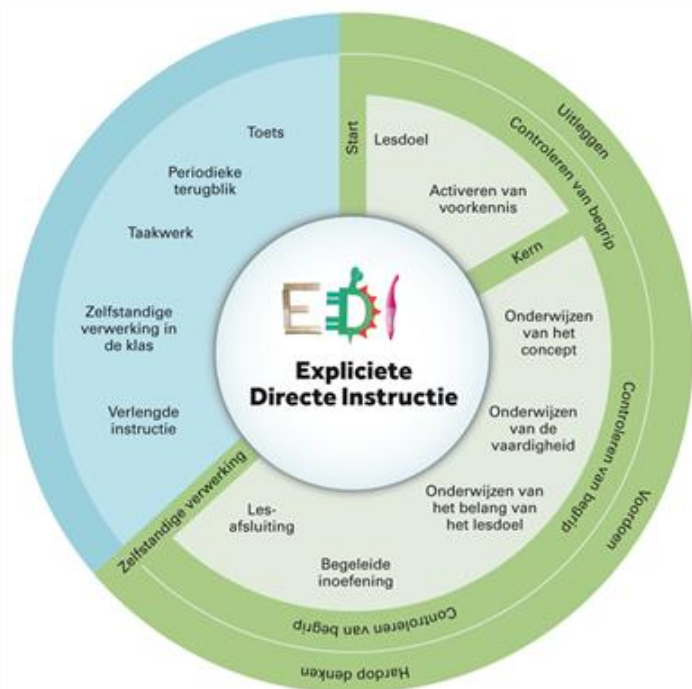 EDI
Expliciete
Directe Instructie
Start
Lesdoel
Activeren van
voorkennis
Kern
Onderwijzen
van het
concept
Onderwijzen
van de
vaardigheid
Onderwijzen van
het belang van
het lesdoel
Begeleide
inoefening
Les-
afsluiting
Zelfstandige verwerking
Verlengde
instructie
Zelfstandige
verwerking in
de klas
Taakwerk
Periodieke
terugblik
Toets
Controleren van begrip
Controleren van begrip
Controleren van begrip
Uitleggen
Voordoen
Hardop denken